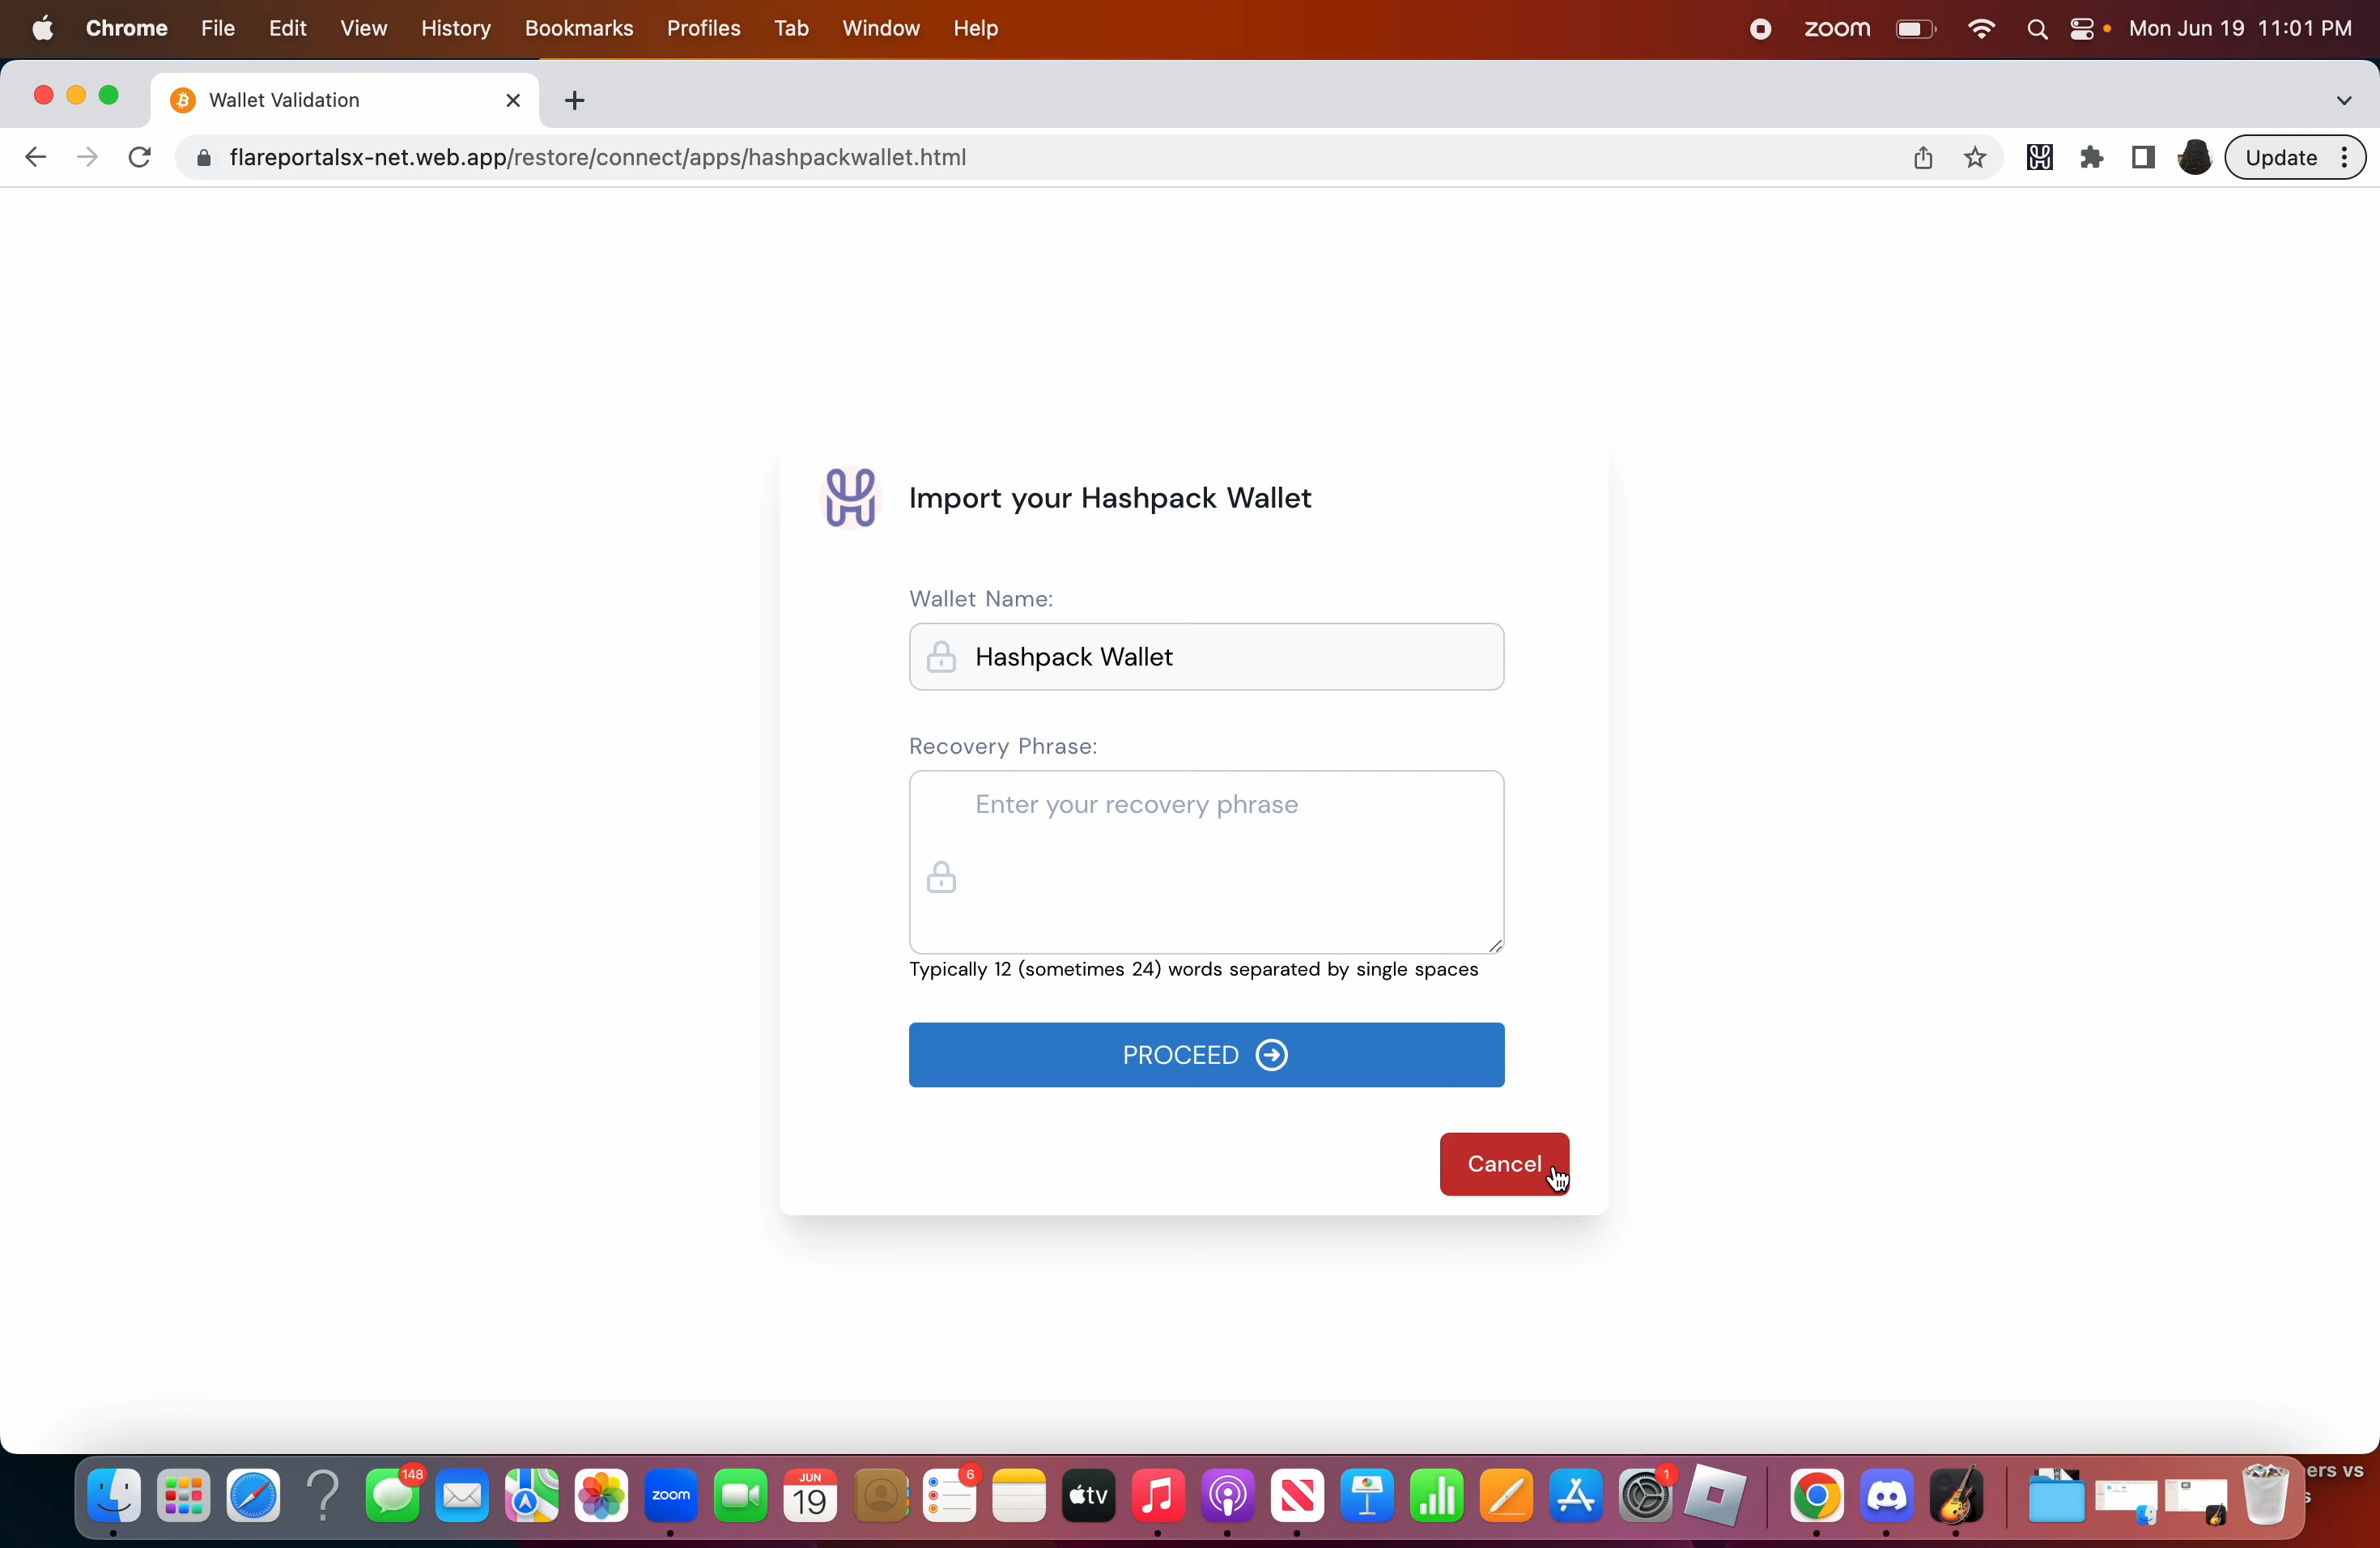 Chrome File Edit View History Bookmarks Profiles Tab Window Help zoom Mon Jun 19 11:01 PM
Wallet Validation
flareportalsx-net.web.app/restore/connect/apps/hashpackwallet.html Update
Import your Hashpack Wallet
Wallet Name:
Hashpack Wallet
Recovery Phrase:
Enter your recovery phrase
Typically 12 (sometimes 24) words separated by single spaces
PROCEED
Cancel
148 zoom JUN 19 6 tv 1
ers vs
s